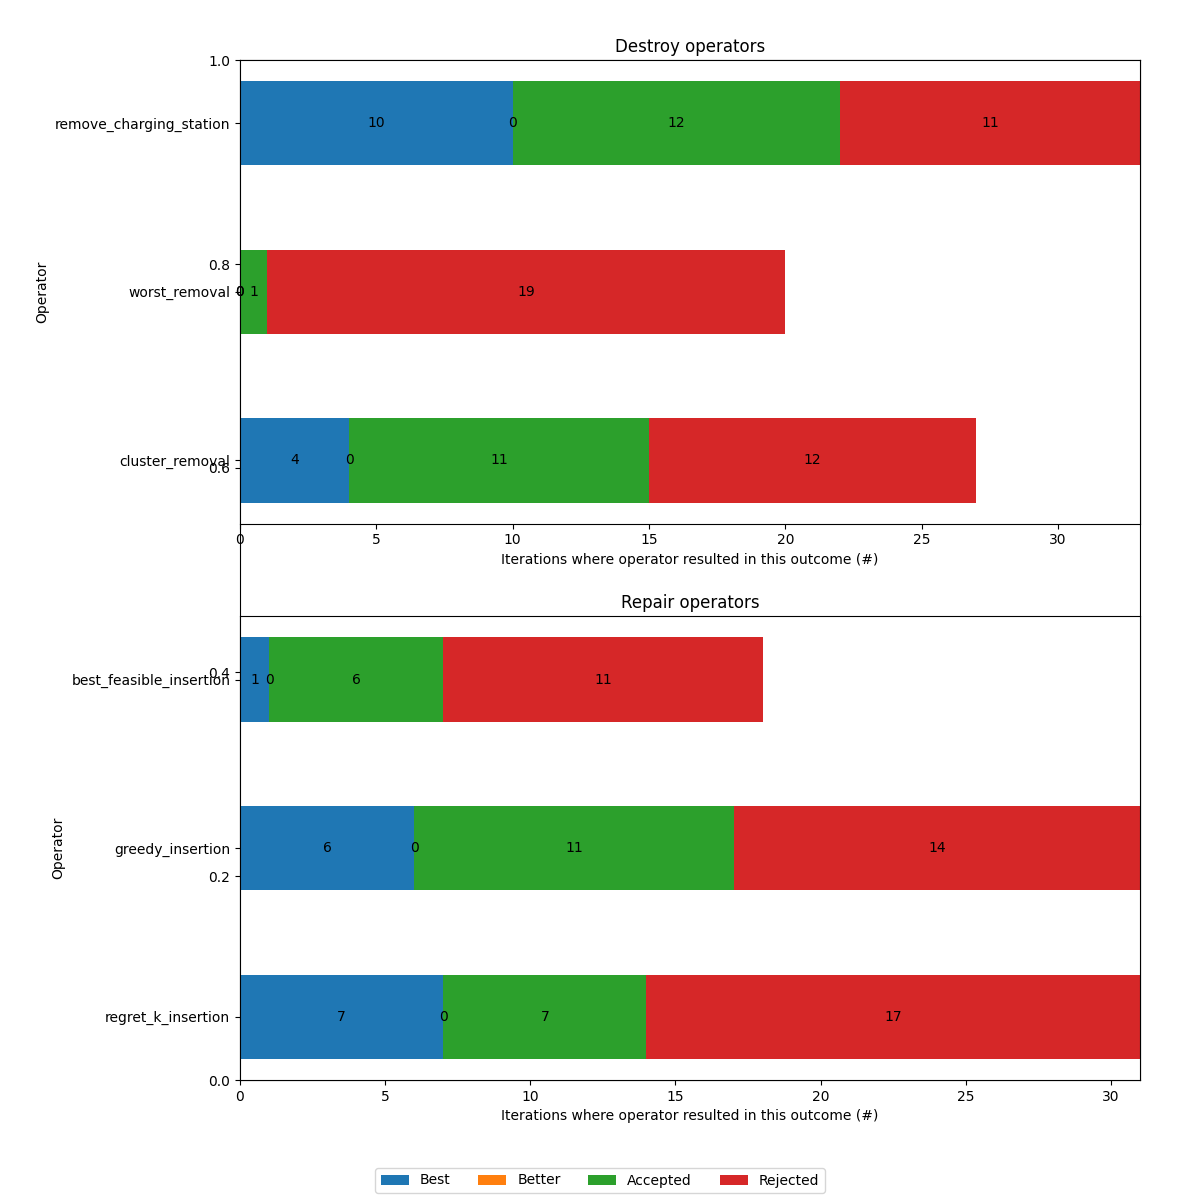 Destroy operators
1.0
remove_charging_station
10 0 12 11
0.8
Operator
worst_removal
0 1 19
cluster_removal
4 0 11 12
0.6
0 5 10 15 20 25 30
Iterations where operator resulted in this outcome (#)
Repair operators
0.4
best_feasible_insertion
1 0 6 11
Operator
greedy_insertion
6 0 11 14
0.2
regret_k_insertion
7 0 7 17
0.0
0 5 10 15 20 25 30
Iterations where operator resulted in this outcome (#)
Best Better Accepted Rejected